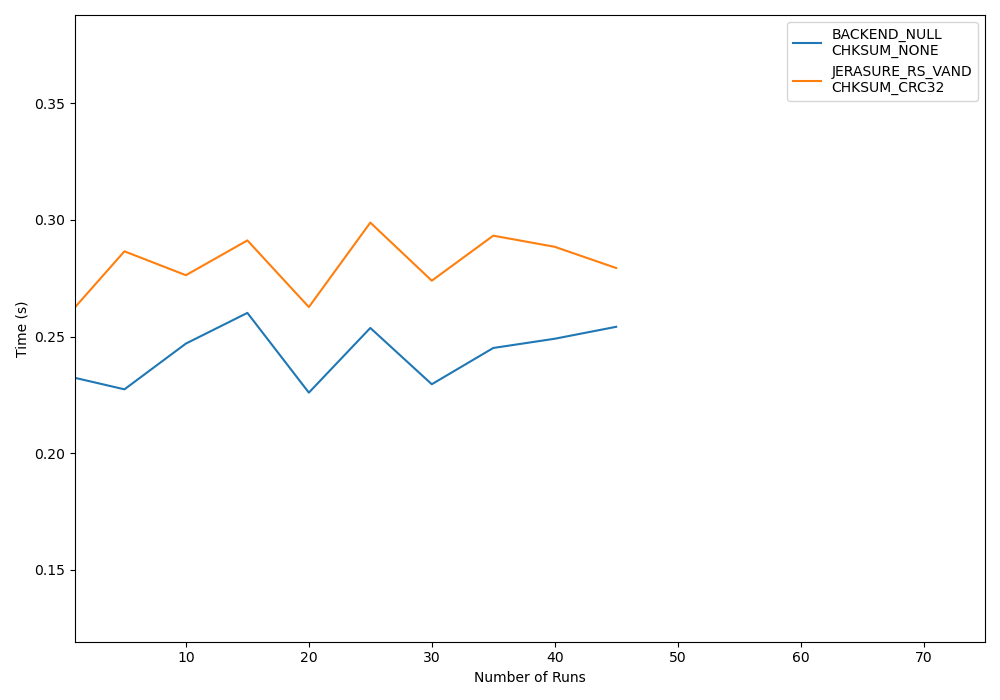 BACKEND_NULL
CHKSUM_NONE
JERASURE_RS_VAND
CHKSUM_CRC32
0.35
0.30
0.25
0.20
0.15
Time (s)
10 20 30 40 50 60 70
Number of Runs